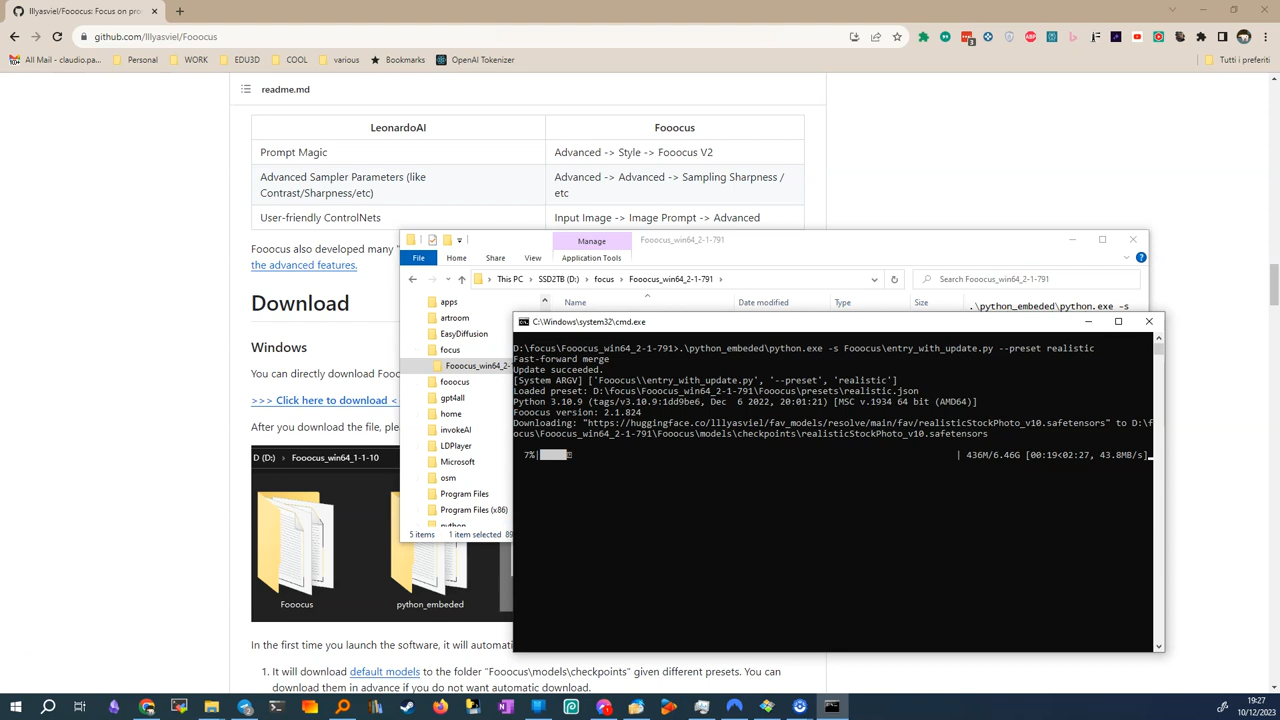 lllyasviel/Fooocus: Focus on pro
github.com/lllyasviel/Fooocus
3
All Mail - claudio.pa...
Personal
WORK
EDU3D
COOL
various
Bookmarks
OpenAI Tokenizer
Tutti i preferiti
readme.md
LeonardoAI
Fooocus
Prompt Magic
Advanced -> Style -> Fooocus V2
Advanced Sampler Parameters (like
Contrast/Sharpness/etc)
Advanced -> Advanced -> Sampling Sharpness /
etc
User-friendly ControlNets
Input Image -> Image Prompt -> Advanced
Fooocus also developed many "
the advanced features.
Download
Windows
You can directly download Fooo
>>> Click here to download <
After you download the file, ple
D (D:) > Fooocus_win64_1-1-10
Fooocus
python_embeded
In the first time you launch the software, it will automati
1. It will download default models to the folder "Fooocus\models\checkpoints" given different presets. You can
download them in advance if you do not want automatic download.
Manage
Fooocus_win64_2-1-791
File
Home
Share
View
Application Tools
This PC > SSD2TB (D:) > focus > Fooocus_win64_2-1-791 >
Search Fooocus_win64_2-1-791
Name
Date modified
Type
Size
.\python_embeded\python.exe -s
apps
artroom
EasyDiffusion
focus
Fooocus_win64_2-
fooocus
gpt4all
home
invokeAI
LDPlayer
Microsoft
osm
Program Files
Program Files (x86)
python
5 items
1 item selected 89
C:\Windows\system32\cmd.exe
D:\focus\Fooocus_win64_2-1-791>.\python_embeded\python.exe -s Fooocus\entry_with_update.py --preset realistic
Fast-forward merge
Update succeeded.
[System ARGV] ['Fooocus\\entry_with_update.py', '--preset', 'realistic']
Loaded preset: D:\focus\Fooocus_win64_2-1-791\Fooocus\presets\realistic.json
Python 3.10.9 (tags/v3.10.9:1dd9be6, Dec  6 2022, 20:01:21) [MSC v.1934 64 bit (AMD64)]
Fooocus version: 2.1.824
Downloading: "https://huggingface.co/lllyasviel/fav_models/resolve/main/fav/realisticStockPhoto_v10.safetensors" to D:\f
ocus\Fooocus_win64_2-1-791\Fooocus\models\checkpoints\realisticStockPhoto_v10.safetensors
7%| | 436M/6.46G [00:19<02:27, 43.8MB/s]
19:27
10/12/2023